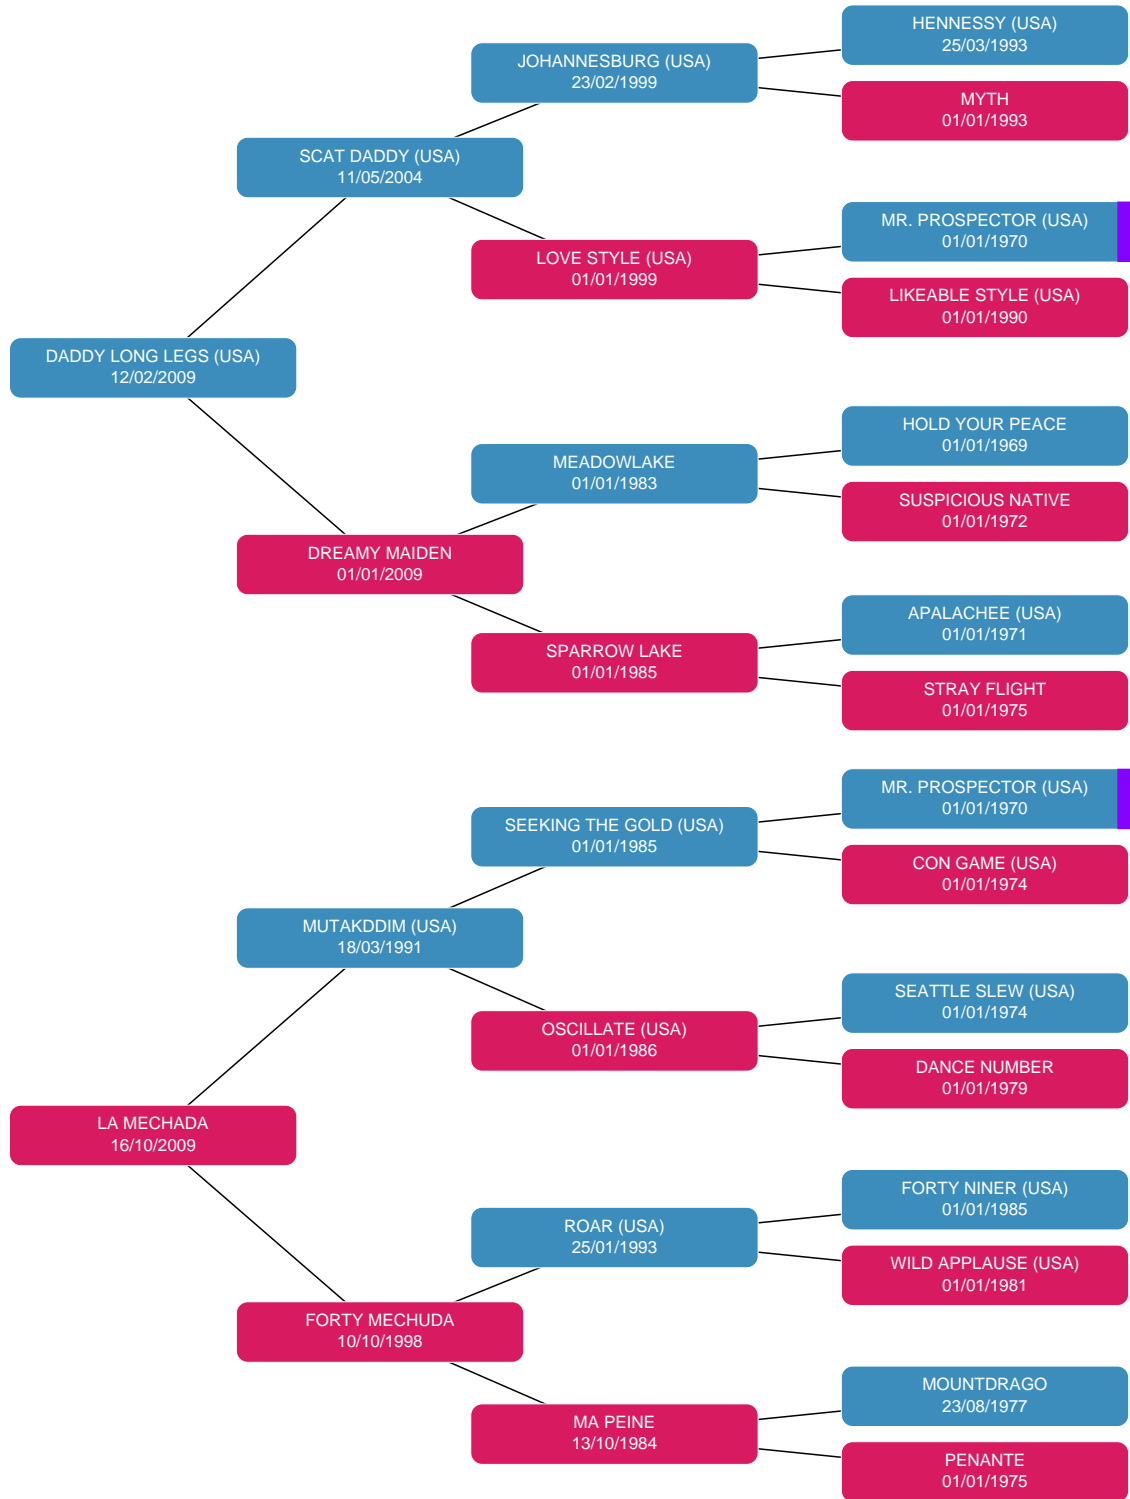 HENNESSY (USA)
25/03/1993
JOHANNESBURG (USA)
23/02/1999
MYTH
01/01/1993
SCAT DADDY (USA)
11/05/2004
MR. PROSPECTOR (USA)
01/01/1970
LOVE STYLE (USA)
01/01/1999
LIKEABLE STYLE (USA)
01/01/1990
DADDY LONG LEGS (USA)
12/02/2009
HOLD YOUR PEACE
01/01/1969
MEADOWLAKE
01/01/1983
SUSPICIOUS NATIVE
01/01/1972
DREAMY MAIDEN
01/01/2009
APALACHEE (USA)
01/01/1971
SPARROW LAKE
01/01/1985
STRAY FLIGHT
01/01/1975
MR. PROSPECTOR (USA)
01/01/1970
SEEKING THE GOLD (USA)
01/01/1985
CON GAME (USA)
01/01/1974
MUTAKDDIM (USA)
18/03/1991
SEATTLE SLEW (USA)
01/01/1974
OSCILLATE (USA)
01/01/1986
DANCE NUMBER
01/01/1979
LA MECHADA
16/10/2009
FORTY NINER (USA)
01/01/1985
ROAR (USA)
25/01/1993
WILD APPLAUSE (USA)
01/01/1981
FORTY MECHUDA
10/10/1998
MOUNTDRAGO
23/08/1977
MA PEINE
13/10/1984
PENANTE
01/01/1975